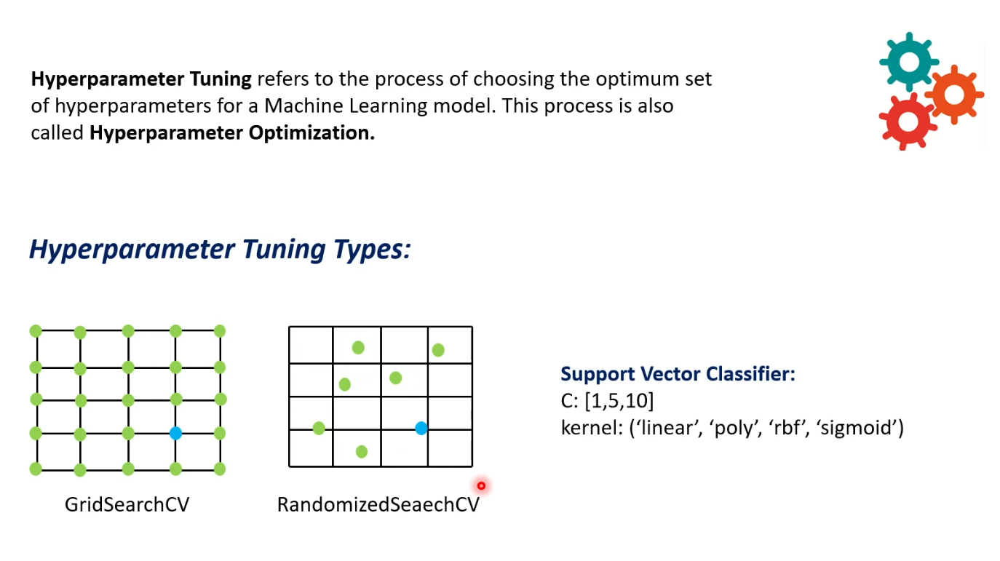 Hyperparameter Tuning refers to the process of choosing the optimum set
of hyperparameters for a Machine Learning model. This process is also
called Hyperparameter Optimization.
Hyperparameter Tuning Types:
GridSearchCV
RandomizedSeaechCV
Support Vector Classifier:
C: [1,5,10]
kernel: (‘linear’, ‘poly’, ‘rbf’, ‘sigmoid’)